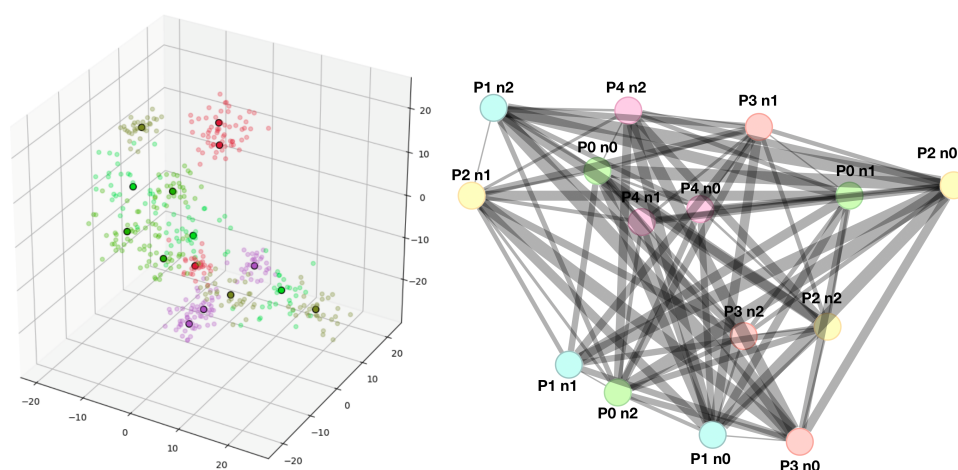 20
10
0
−10
−20
20
10
0
−10
−20
−20
−10
0
10
20
P1 n2
P4 n2
P3 n1
P0 n0
P2 n0
P0 n1
P2 n1
P4 n1
P4 n0
P2 n2
P3 n2
P1 n1
P0 n2
P1 n0
P3 n0